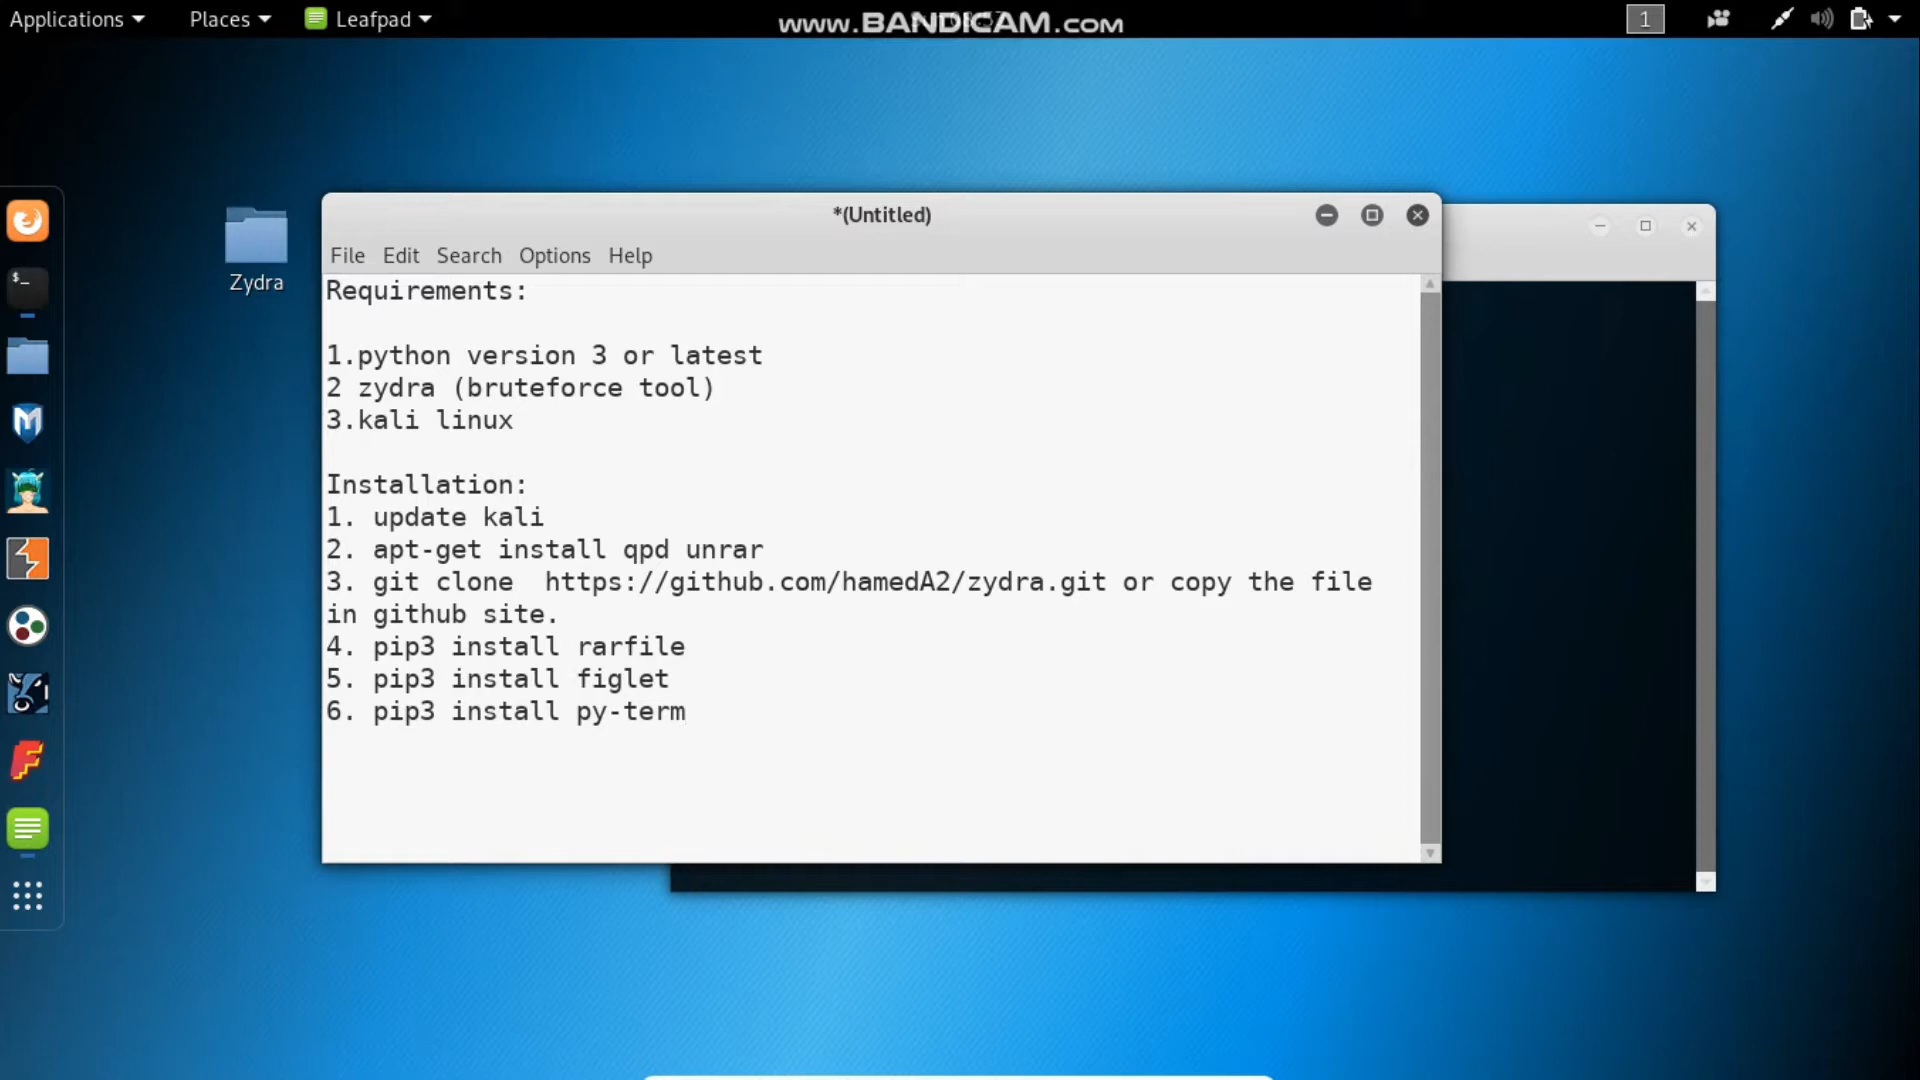 Applications Places Leafpad www.BANDICAM.com 1
*(Untitled)
File Edit Search Options Help
Zydra
Requirements:
1.python version 3 or latest
2 zydra (bruteforce tool)
3.kali linux
Installation:
1. update kali
2. apt-get install qpd unrar
3. git clone  https://github.com/hamedA2/zydra.git or copy the file
in github site.
4. pip3 install rarfile
5. pip3 install figlet
6. pip3 install py-term